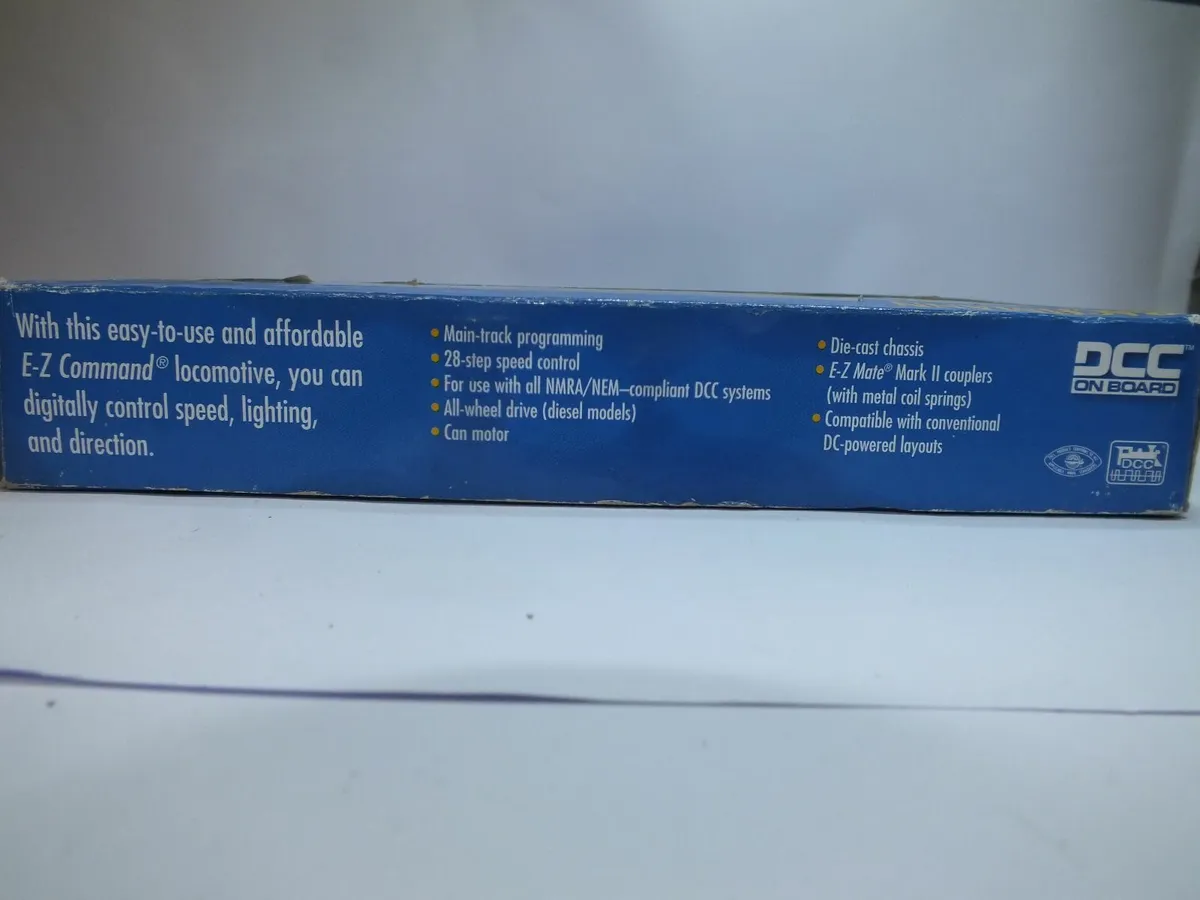 With this easy-to-use and affordable
E-Z Command® locomotive, you can
digitally control speed, lighting,
and direction.
• Main-track programming
• 28-step speed control
• For use with all NMRA/NEM–compliant DCC systems
• All-wheel drive (diesel models)
• Can motor
• Die-cast chassis
• E-Z Mate® Mark II couplers
(with metal coil springs)
• Compatible with conventional
DC-powered layouts
DCC™
ON BOARD
DCC